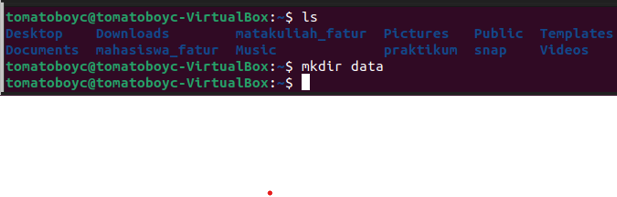 tomatoboyc@tomatoboyc-VirtualBox:~$ ls
Desktop    Downloads        matakuliah_fatur  Pictures   Public  Templates
Documents  mahasiswa_fatur  Music             praktikum  snap    Videos
tomatoboyc@tomatoboyc-VirtualBox:~$ mkdir data
tomatoboyc@tomatoboyc-VirtualBox:~$